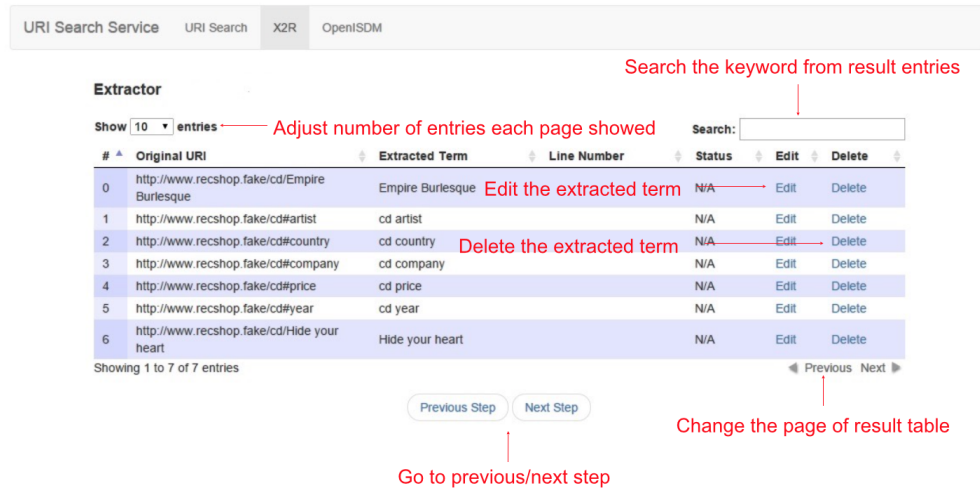 URI Search Service URI Search X2R OpenISDM
Search the keyword from result entries
Extractor
Show 10 entries Adjust number of entries each page showed Search:
# Original URI Extracted Term Line Number Status Edit Delete
0 http://www.recshop.fake/cd/Empire
Burlesque Empire Burlesque Edit the extracted term N/A Edit Delete
1 http://www.recshop.fake/cd#artist cd artist N/A Edit Delete
2 http://www.recshop.fake/cd#country cd country Delete the extracted term N/A Edit Delete
3 http://www.recshop.fake/cd#company cd company N/A Edit Delete
4 http://www.recshop.fake/cd#price cd price N/A Edit Delete
5 http://www.recshop.fake/cd#year cd year N/A Edit Delete
6 http://www.recshop.fake/cd/Hide your
heart Hide your heart N/A Edit Delete
Showing 1 to 7 of 7 entries Previous Next
Previous Step Next Step
Change the page of result table
Go to previous/next step